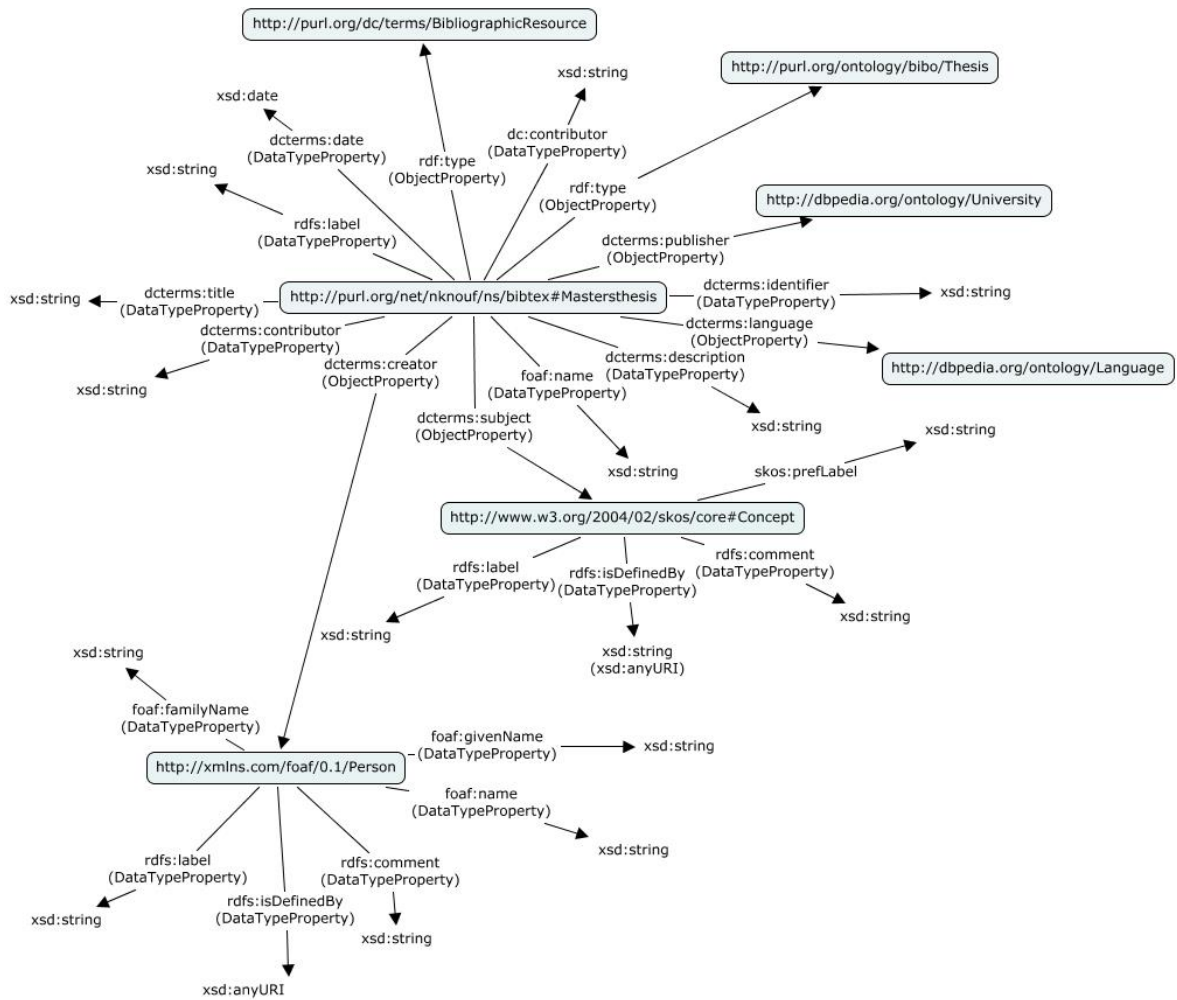 http://purl.org/dc/terms/BibliographicResource
http://purl.org/ontology/bibo/Thesis
xsd:string
xsd:date
dcterms:date
(DataTypeProperty)
dc:contributor
(DataTypeProperty)
rdf:type
(ObjectProperty)
xsd:string
rdf:type
(ObjectProperty)
http://dbpedia.org/ontology/University
rdfs:label
(DataTypeProperty)
dcterms:publisher
(ObjectProperty)
dcterms:title
(DataTypeProperty)
xsd:string
http://purl.org/net/nknouf/ns/bibtex#Mastersthesis
dcterms:identifier
(DataTypeProperty)
xsd:string
dcterms:contributor
(DataTypeProperty)
dcterms:language
(ObjectProperty)
dcterms:creator
(ObjectProperty)
dcterms:description
(DataTypeProperty)
http://dbpedia.org/ontology/Language
foaf:name
(DataTypeProperty)
xsd:string
dcterms:subject
(ObjectProperty)
xsd:string
xsd:string
xsd:string
skos:prefLabel
http://www.w3.org/2004/02/skos/core#Concept
rdfs:label
(DataTypeProperty)
rdfs:isDefinedBy
(DataTypeProperty)
rdfs:comment
(DataTypeProperty)
xsd:string
xsd:string
xsd:string
(xsd:anyURI)
xsd:string
foaf:familyName
(DataTypeProperty)
foaf:givenName
(DataTypeProperty)
xsd:string
http://xmlns.com/foaf/0.1/Person
foaf:name
(DataTypeProperty)
xsd:string
rdfs:label
(DataTypeProperty)
rdfs:comment
(DataTypeProperty)
rdfs:isDefinedBy
(DataTypeProperty)
xsd:string
xsd:string
xsd:anyURI